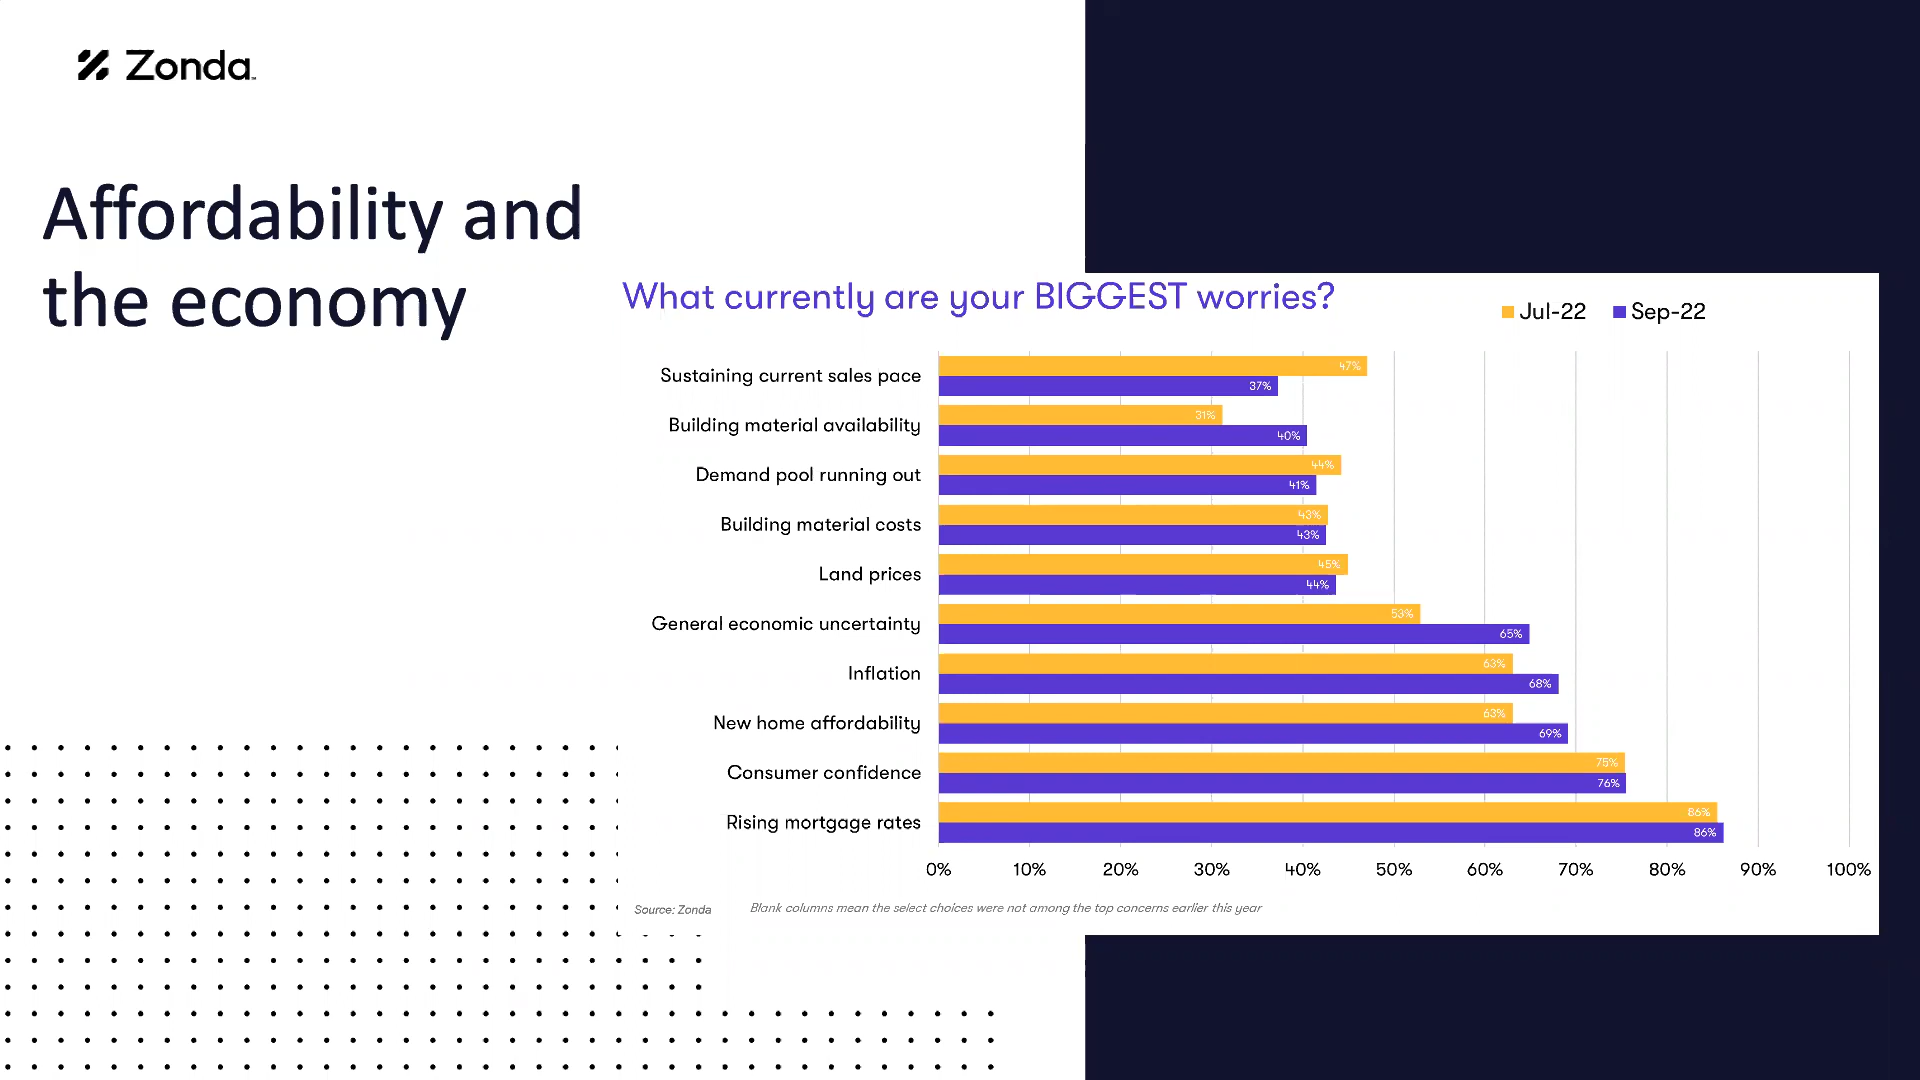 Zonda
Affordability and
the economy
What currently are your BIGGEST worries?
Jul-22 Sep-22
Sustaining current sales pace
47%
37%
Building material availability
31%
40%
Demand pool running out
44%
41%
Building material costs
43%
43%
Land prices
45%
44%
General economic uncertainty
53%
65%
Inflation
63%
68%
New home affordability
63%
69%
Consumer confidence
75%
76%
Rising mortgage rates
86%
86%
0% 10% 20% 30% 40% 50% 60% 70% 80% 90% 100%
Source: Zonda
Blank columns mean the select choices were not among the top concerns earlier this year